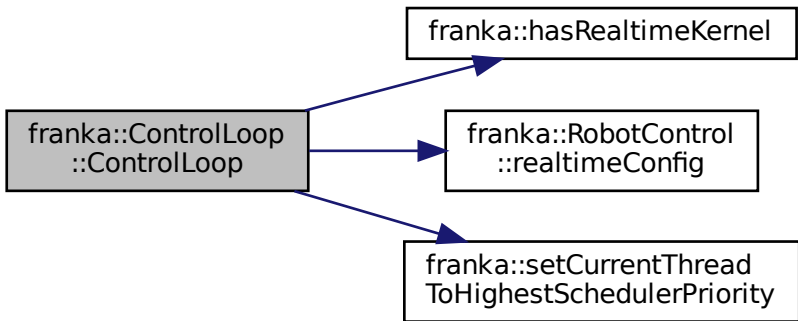 franka::hasRealtimeKernel
franka::ControlLoop
::ControlLoop
franka::RobotControl
::realtimeConfig
franka::setCurrentThread
ToHighestSchedulerPriority